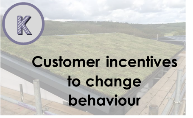 K
Customer incentives
to change
behaviour